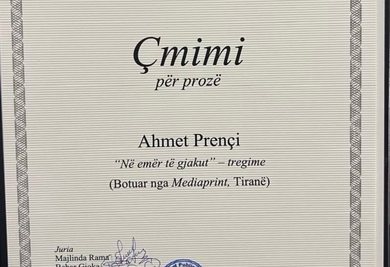 Çmimi
për prozë
Ahmet Prençi
“Në emër të gjakut” – tregime
(Botuar nga Mediaprint, Tiranë)
Juria
Majlinda Rama